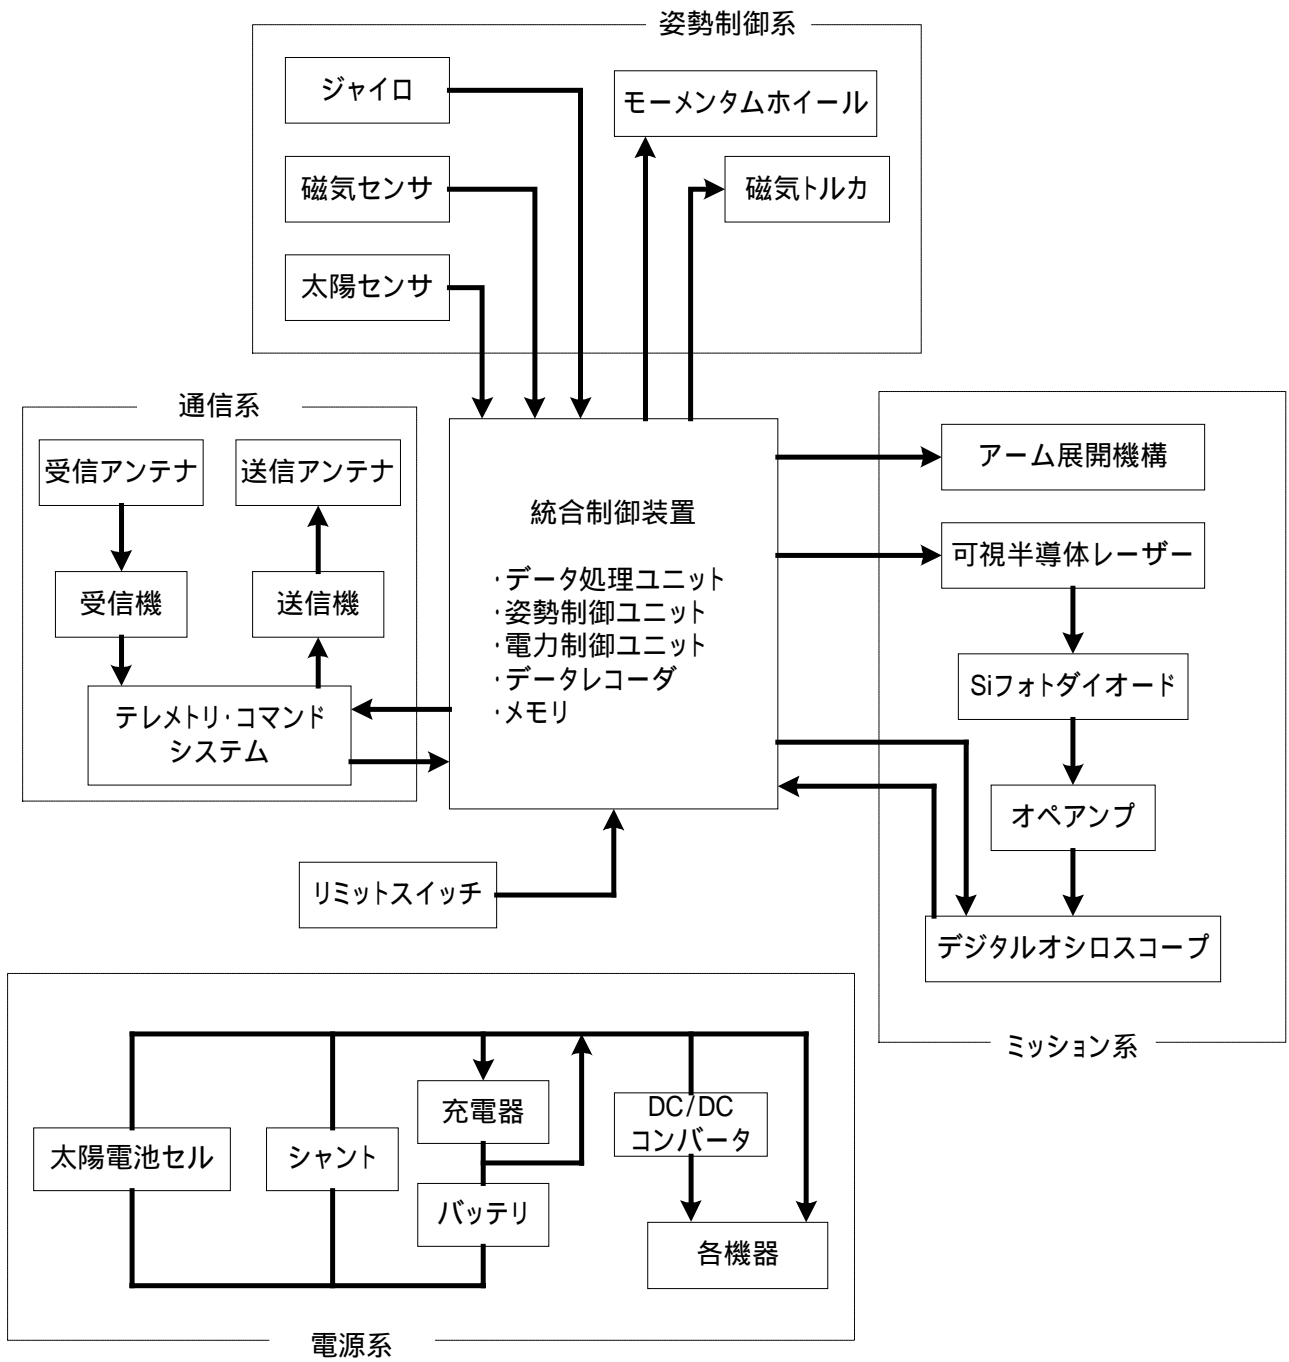 姿勢制御系
ジャイロ
モーメンタムホイール
磁気センサ
磁気トルカ
太陽センサ
通信系
受信アンテナ
送信アンテナ
受信機
送信機
テレメトリ・コマンド
システム
統合制御装置
・データ処理ユニット
・姿勢制御ユニット
・電力制御ユニット
・データレコーダ
・メモリ
アーム展開機構
可視半導体レーザー
Siフォトダイオード
オペアンプ
デジタルオシロスコープ
ミッション系
リミットスイッチ
充電器
DC/DC
コンバータ
太陽電池セル
シャント
バッテリ
各機器
電源系